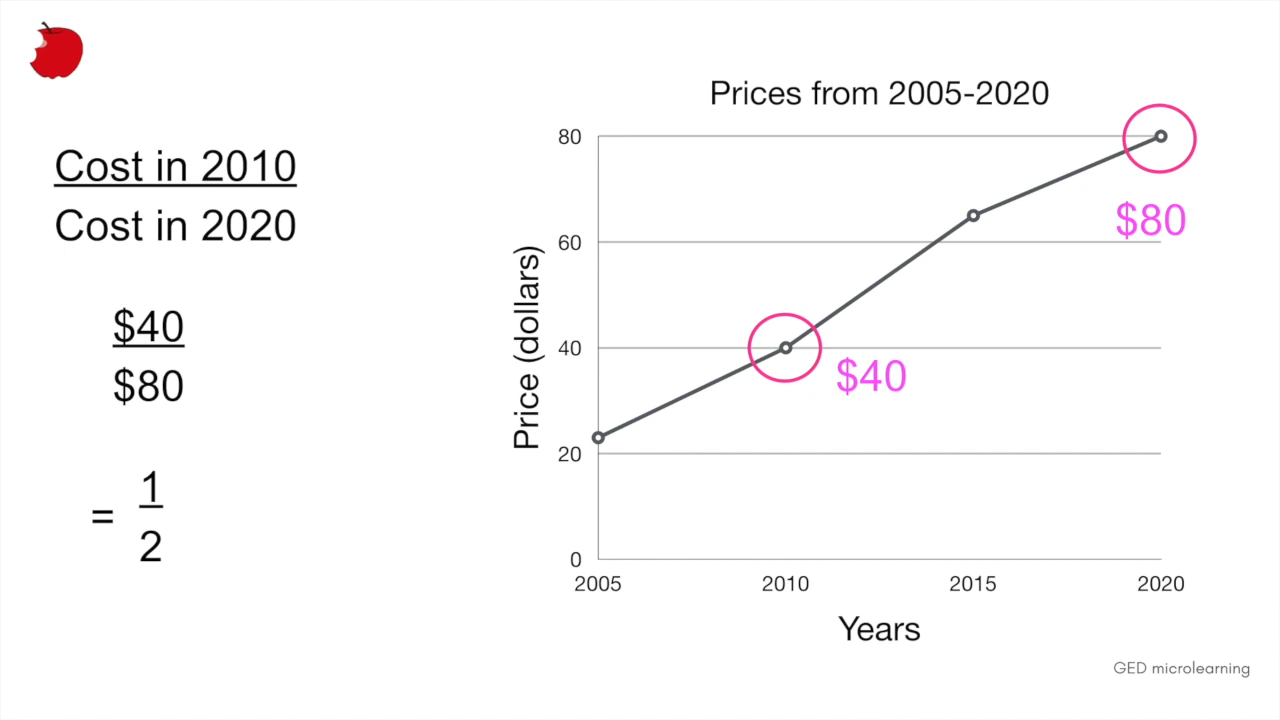 Cost in 2010
Cost in 2020
$40
$80
=
1
2
Prices from 2005-2020
Price (dollars)
80
60
40
20
0
$80
$40
2005
2010
2015
2020
Years
GED microlearning